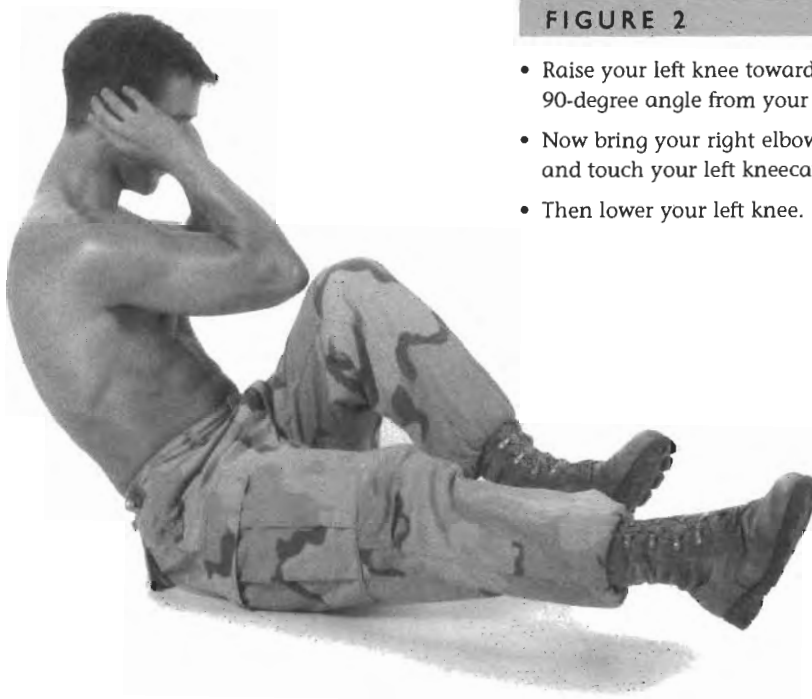 FIGURE 2
• Raise your left knee toward
90-degree angle from your
• Now bring your right elbow
and touch your left kneeca
• Then lower your left knee.